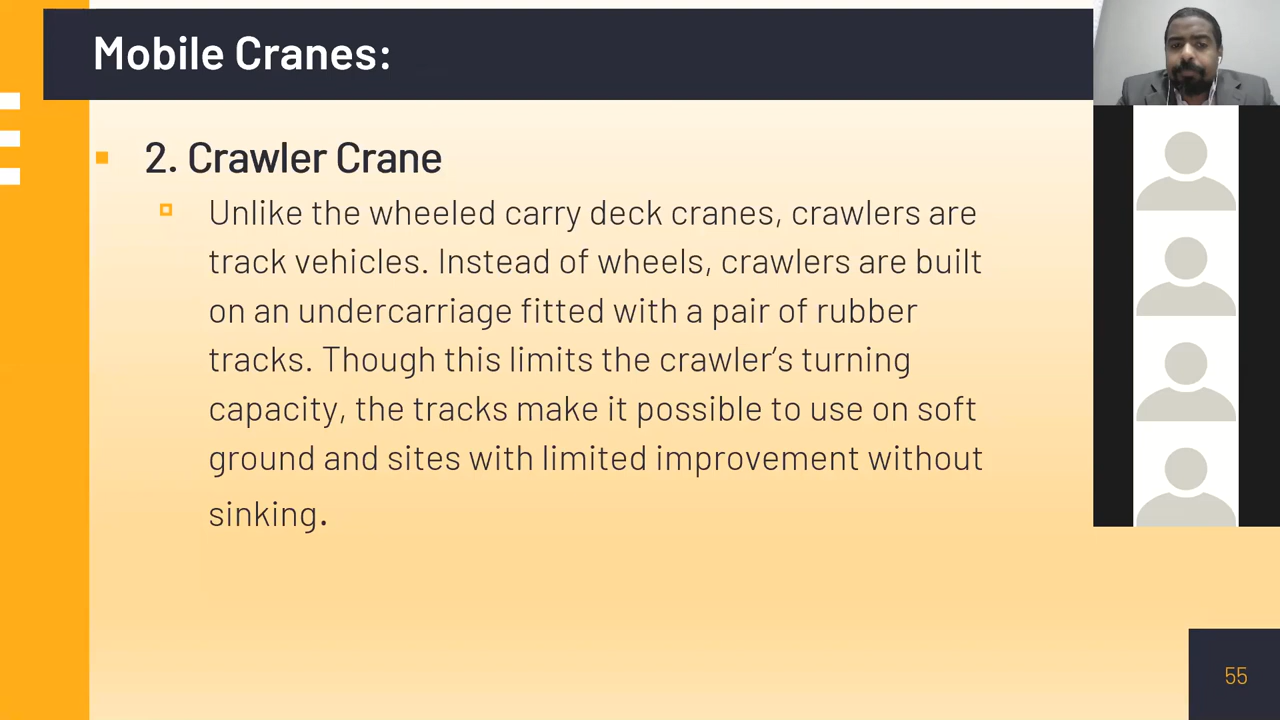 Mobile Cranes:
2. Crawler Crane
Unlike the wheeled carry deck cranes, crawlers are
track vehicles. Instead of wheels, crawlers are built
on an undercarriage fitted with a pair of rubber
tracks. Though this limits the crawler’s turning
capacity, the tracks make it possible to use on soft
ground and sites with limited improvement without
sinking.
55